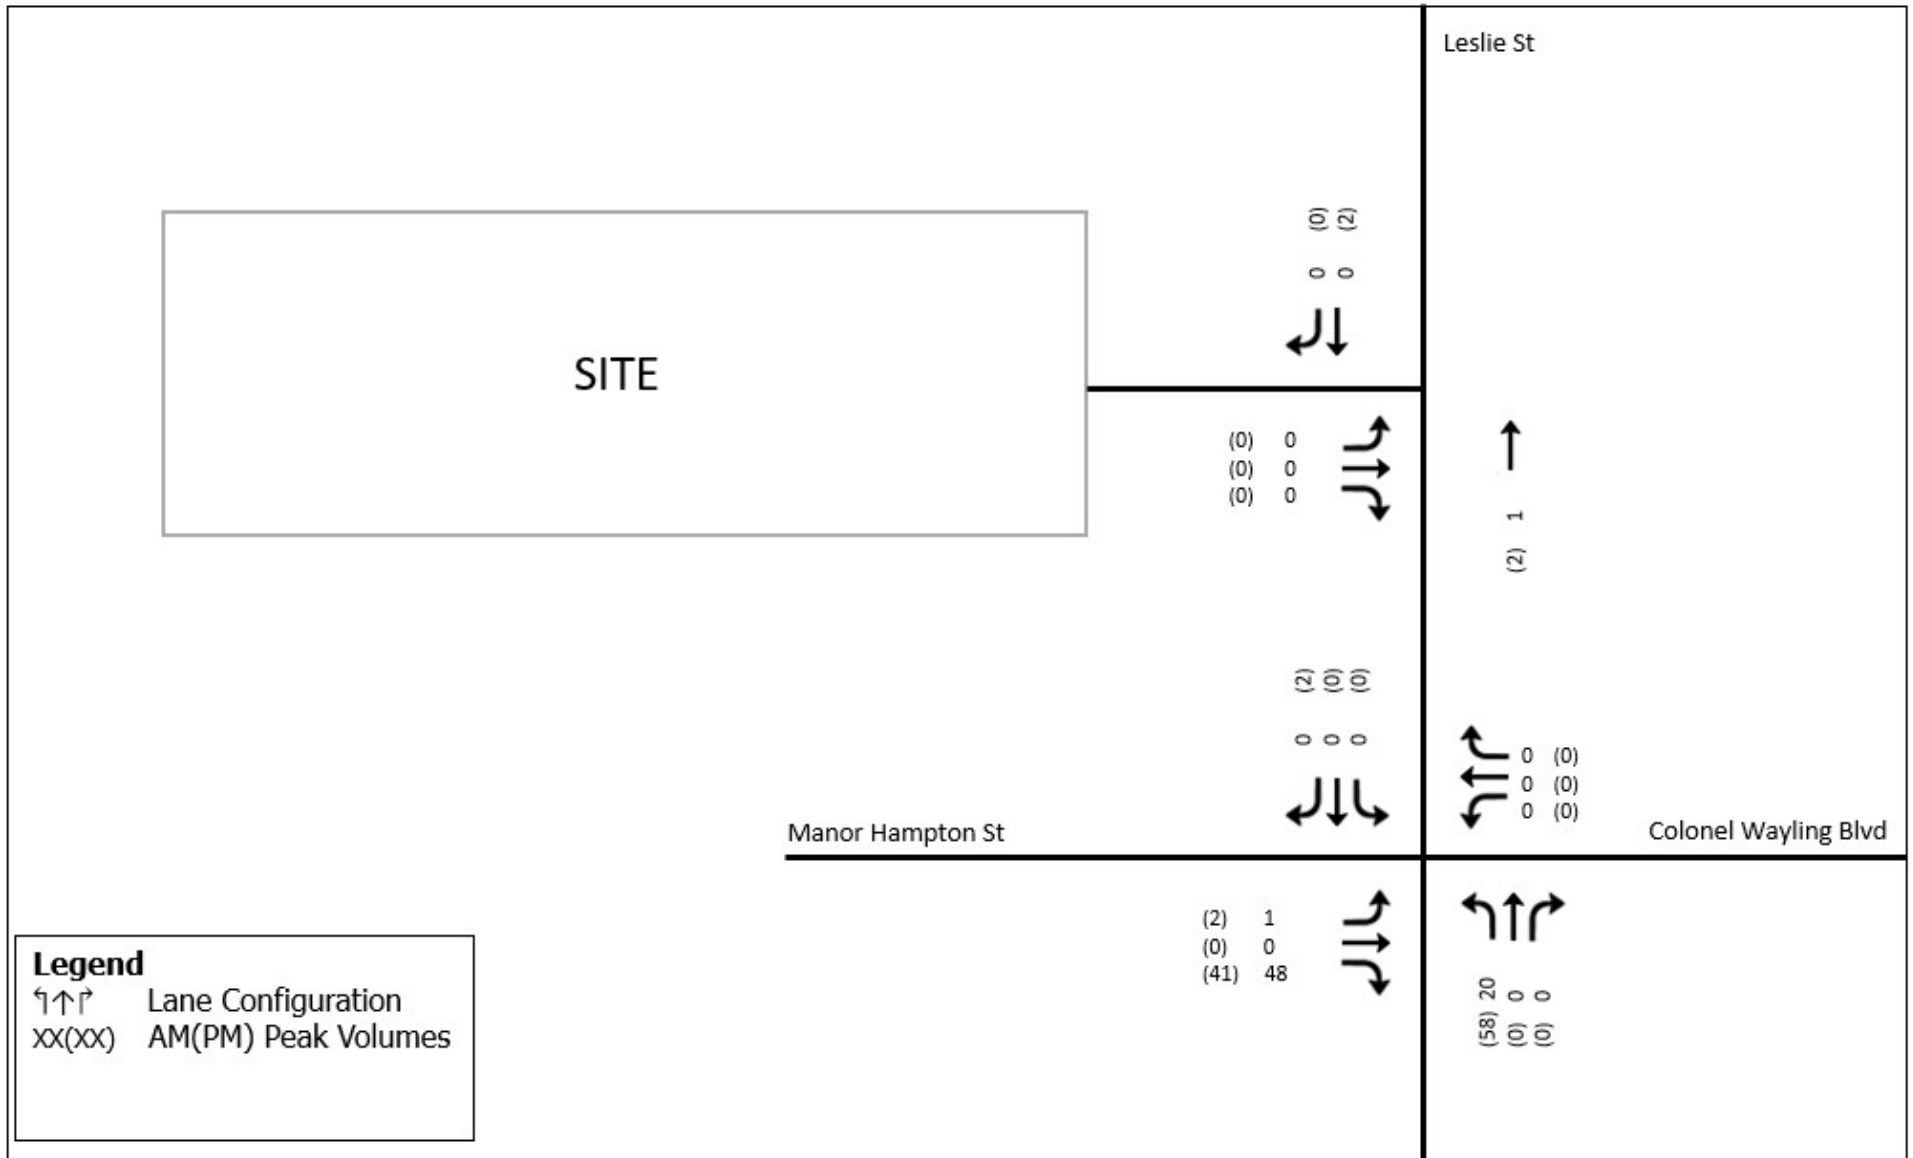 Leslie St
(0) (2)
0 0
SITE
(0) 0
(0) 0
(0) 0
1
(2)
(2) (0) (0)
0 0 0
0 (0)
0 (0)
0 (0)
Manor Hampton St
Colonel Wayling Blvd
(2) 1
(0) 0
(41) 48
(58) 20
(0) 0
(0) 0
Legend
Lane Configuration
XX(XX) AM(PM) Peak Volumes